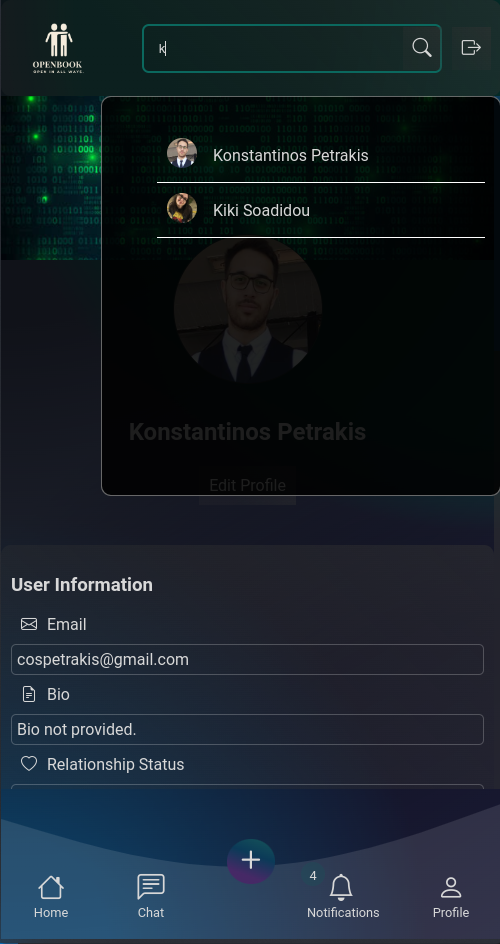 k
OPENBOOK
OPEN IN ALL WAYS.
Konstantinos Petrakis
Kiki Soadidou
Konstantinos Petrakis
Edit Profile
User Information
Email
cospetrakis@gmail.com
Bio
Bio not provided.
Relationship Status
4
Home
Chat
Notifications
Profile